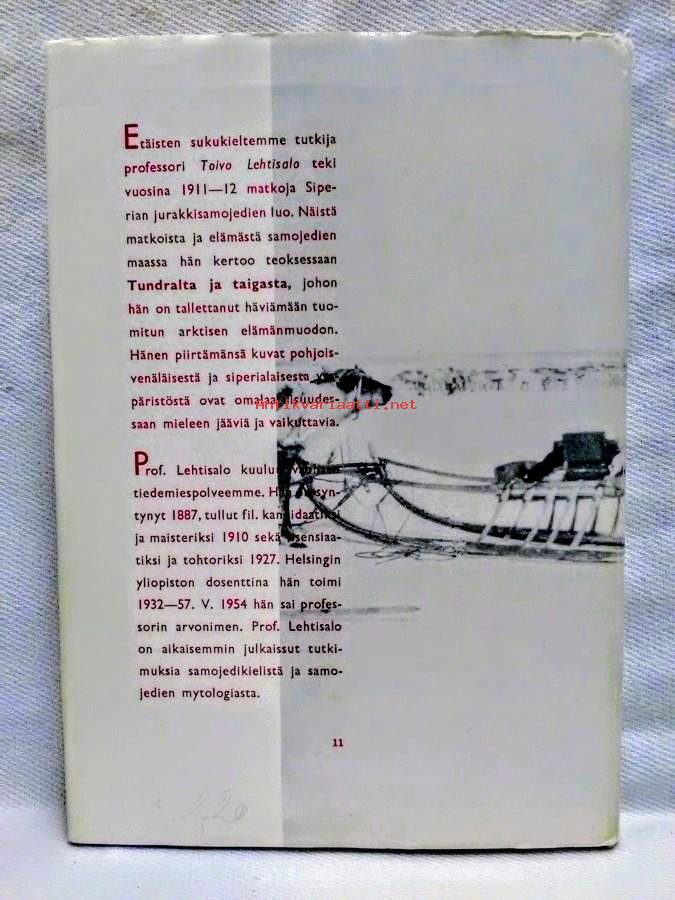 Etäisten sukukieltemme tutkija
professori Toivo Lehtisalo teki
vuosina 1911—12 matkoja Sipe-
rian jurakkisamojedien luo. Näistä
matkoista ja elämästä samojedien
maassa hän kertoo teoksessaan
Tundralta ja taigasta, johon
hän on tallettanut häviämään tuo-
mitun arktisen elämänmuodon.
Hänen piirtämänsä kuvat pohjois-
venäläisestä ja siperialaisesta
päristöstä ovat
Antikvariaatti.net
saan mieleen jääviä ja vaikuttavia.
Prof. Lehtisalo kuuluu
tiedemiespolveemme.
tynyt 1887, tullut fil. kandidaatiksi
ja maisteriksi 1910 sekä lisensiaa-
tiksi ja tohtoriksi 1927. Helsingin
yliopiston dosenttina hän toimi
1932—57. V. 1954 hän sai profes-
sorin arvonimen. Prof. Lehtisalo
on aikaisemmin julkaissut tutki-
muksia samojedikielistä ja samo-
jedien mytologiasta.
11